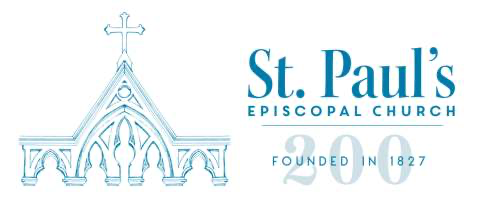 St. Paul's
EPISCOPAL CHURCH
200
FOUNDED IN 1827